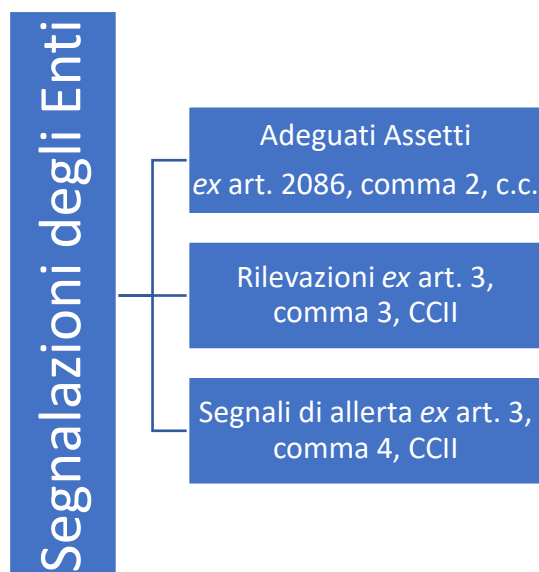 Segnalazioni degli Enti
Adeguati Assetti
ex art. 2086, comma 2, c.c.
Rilevazioni ex art. 3,
comma 3, CCII
Segnali di allerta ex art. 3,
comma 4, CCII